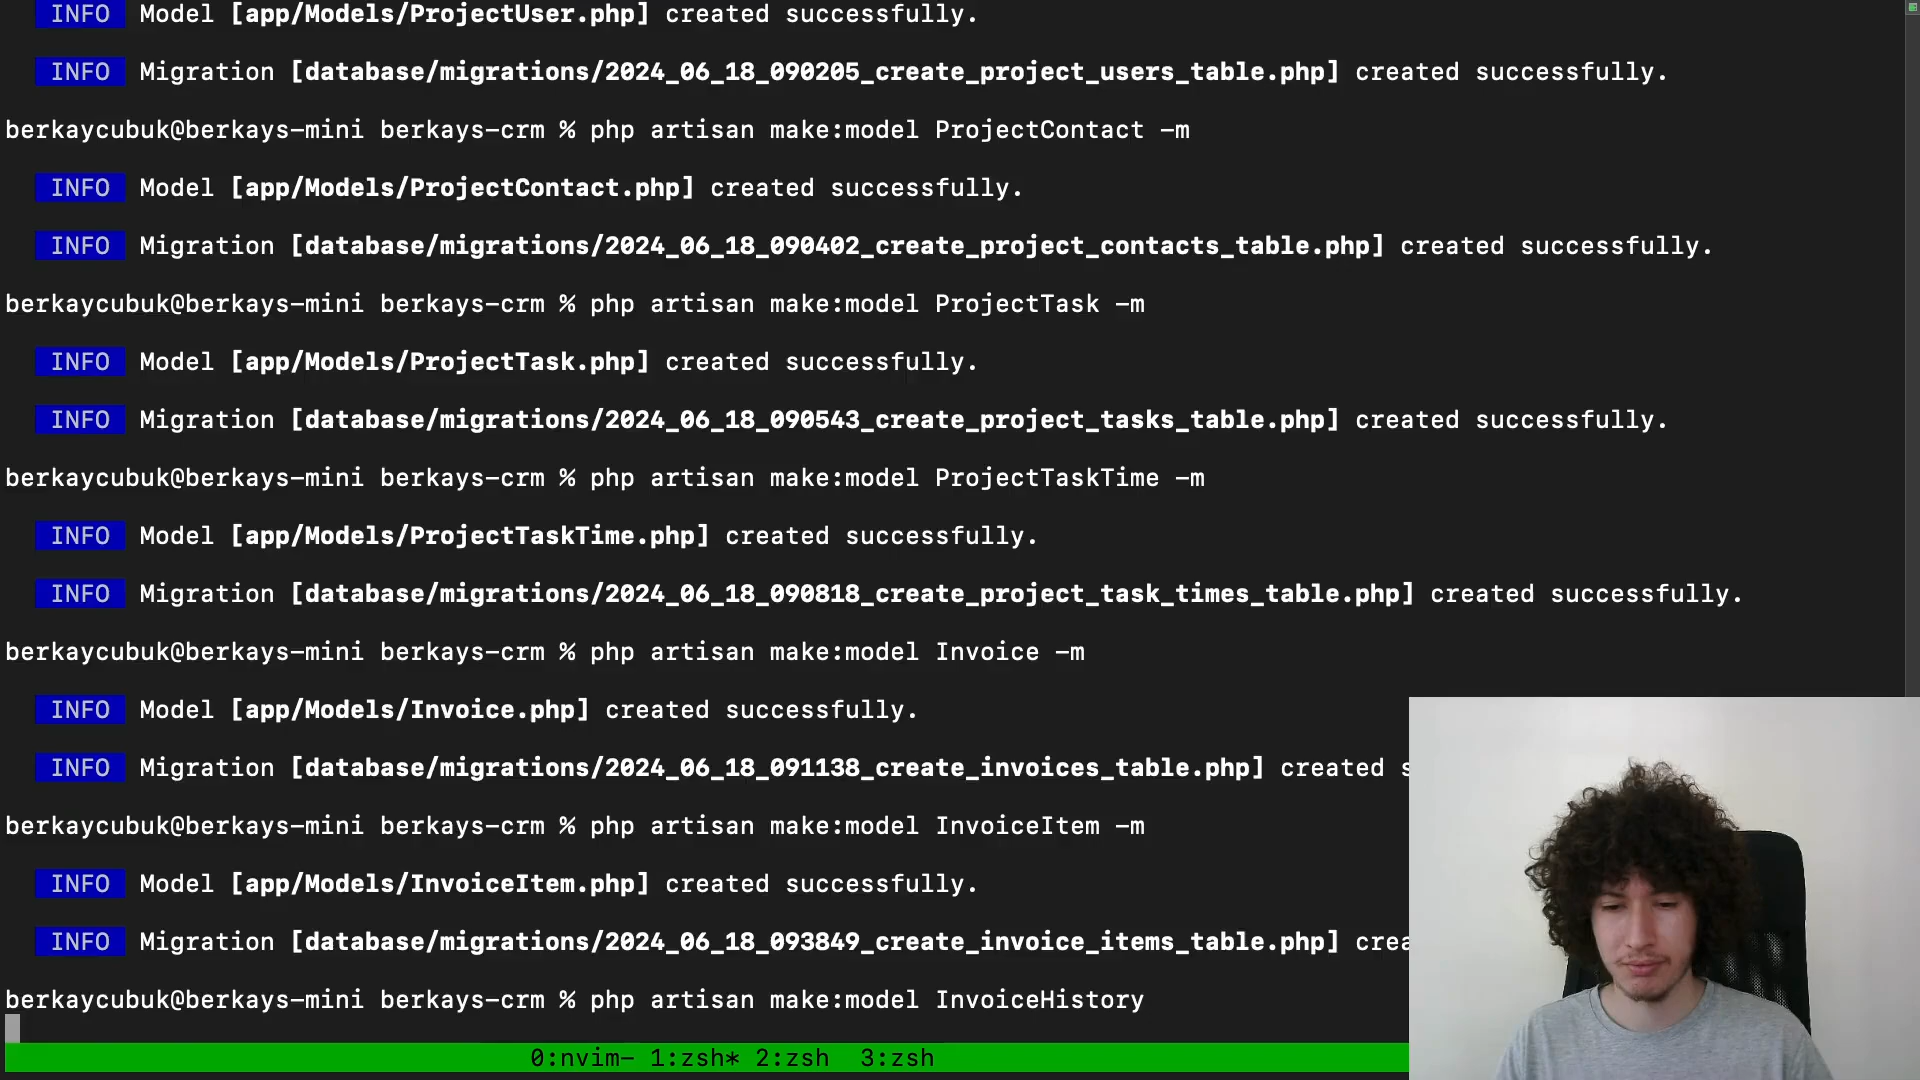 INFO Model [app/Models/ProjectUser.php] created successfully.
INFO Migration [database/migrations/2024_06_18_090205_create_project_users_table.php] created successfully.
berkaycubuk@berkays-mini berkays-crm % php artisan make:model ProjectContact -m
INFO Model [app/Models/ProjectContact.php] created successfully.
INFO Migration [database/migrations/2024_06_18_090402_create_project_contacts_table.php] created successfully.
berkaycubuk@berkays-mini berkays-crm % php artisan make:model ProjectTask -m
INFO Model [app/Models/ProjectTask.php] created successfully.
INFO Migration [database/migrations/2024_06_18_090543_create_project_tasks_table.php] created successfully.
berkaycubuk@berkays-mini berkays-crm % php artisan make:model ProjectTaskTime -m
INFO Model [app/Models/ProjectTaskTime.php] created successfully.
INFO Migration [database/migrations/2024_06_18_090818_create_project_task_times_table.php] created successfully.
berkaycubuk@berkays-mini berkays-crm % php artisan make:model Invoice -m
INFO Model [app/Models/Invoice.php] created successfully.
INFO Migration [database/migrations/2024_06_18_091138_create_invoices_table.php] created s
berkaycubuk@berkays-mini berkays-crm % php artisan make:model InvoiceItem -m
INFO Model [app/Models/InvoiceItem.php] created successfully.
INFO Migration [database/migrations/2024_06_18_093849_create_invoice_items_table.php] crea
berkaycubuk@berkays-mini berkays-crm % php artisan make:model InvoiceHistory
0:nvim- 1:zsh* 2:zsh 3:zsh